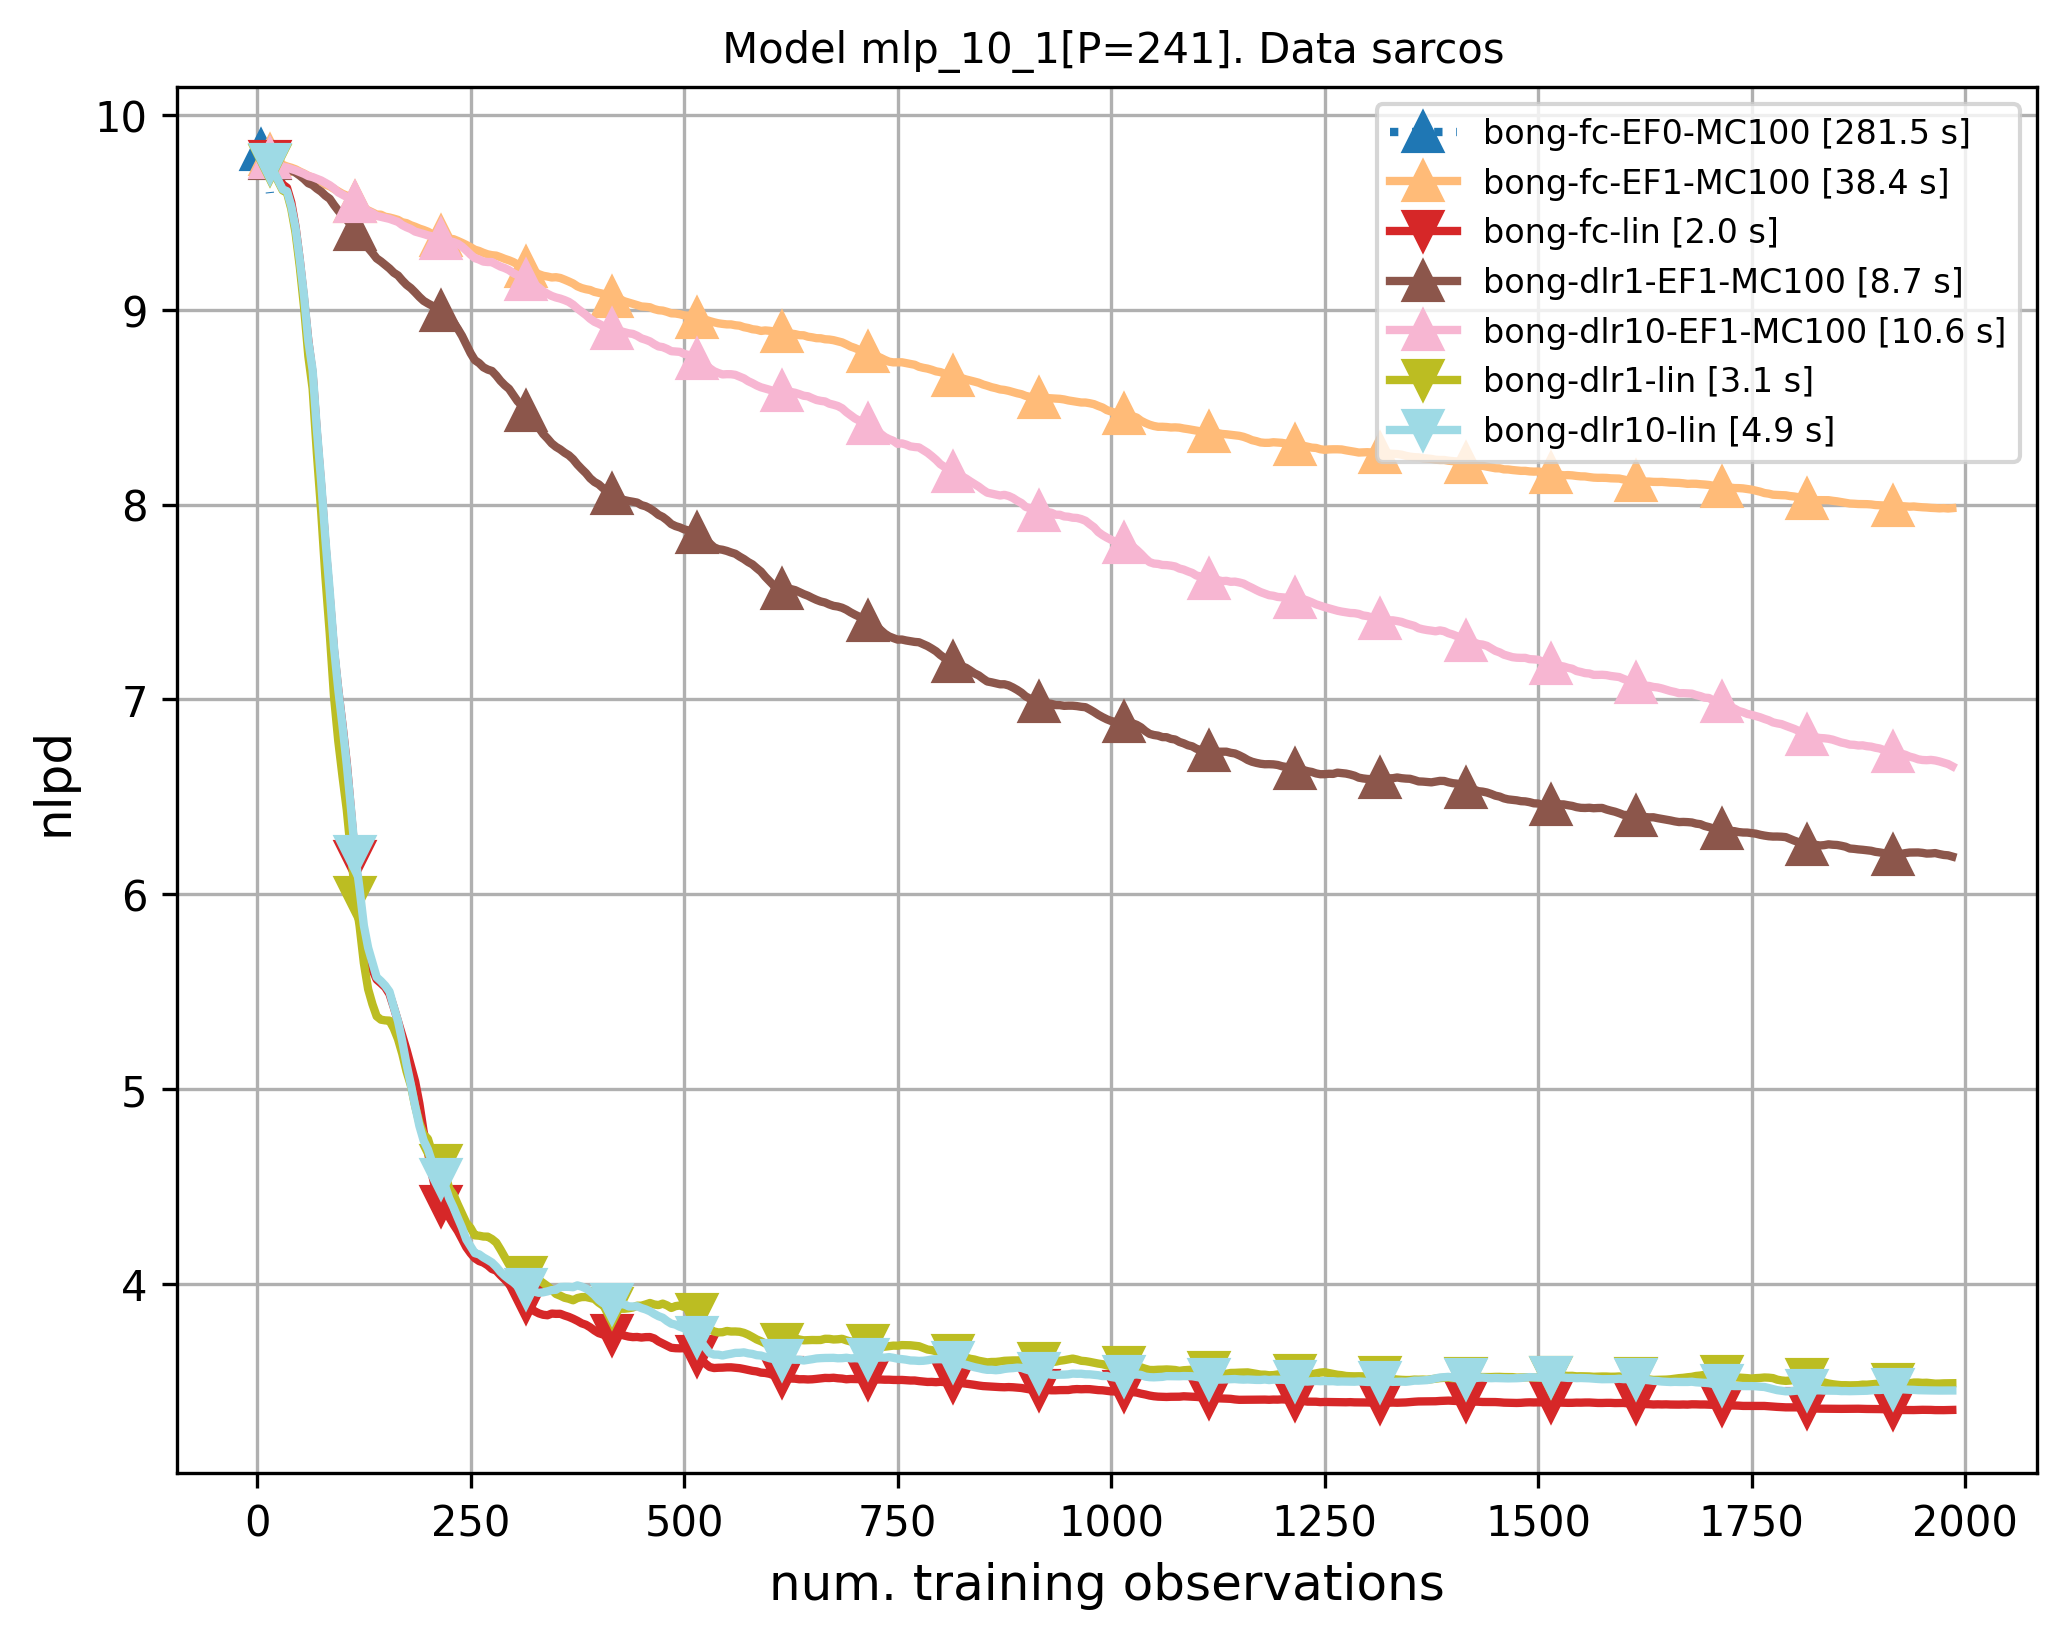 Model mlp_10_1[P=241]. Data sarcos
bong-fc-EF0-MC100 [281.5 s]
bong-fc-EF1-MC100 [38.4 s]
bong-fc-lin [2.0 s]
bong-dlr1-EF1-MC100 [8.7 s]
bong-dlr10-EF1-MC100 [10.6 s]
bong-dlr1-lin [3.1 s]
bong-dlr10-lin [4.9 s]
10
9
8
7
6
5
4
nlpd
0 250 500 750 1000 1250 1500 1750 2000
num. training observations